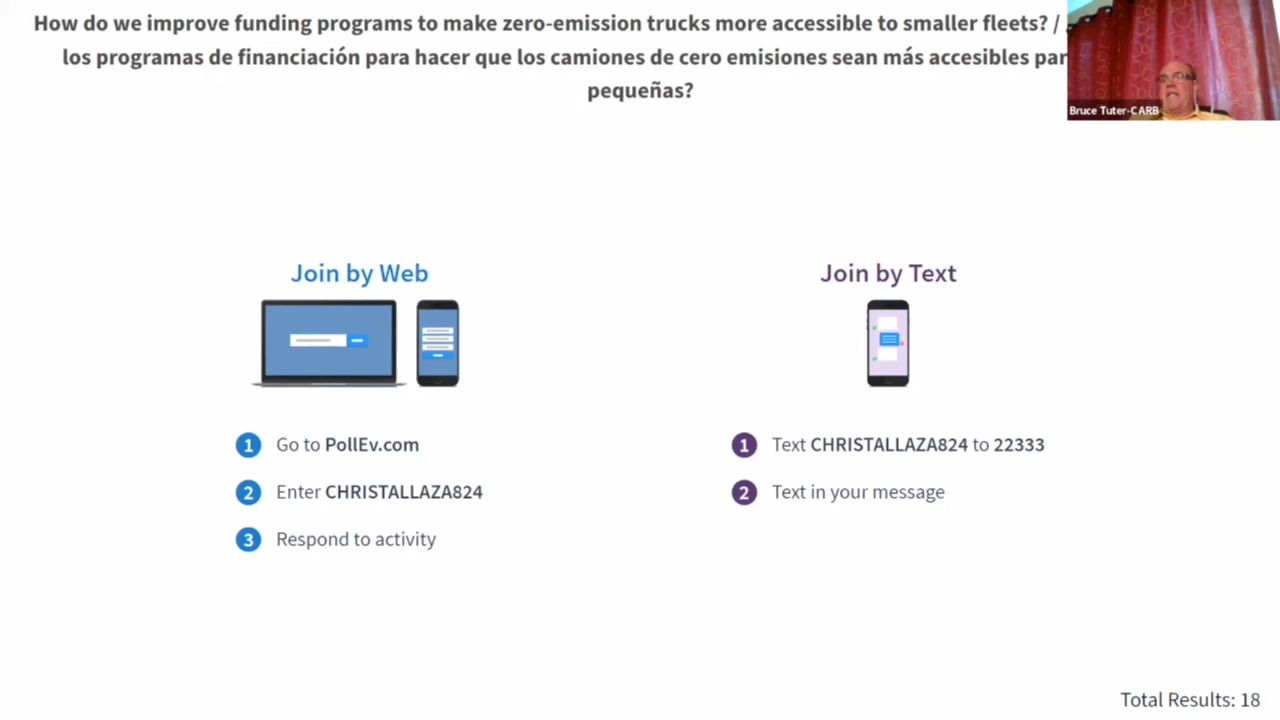 How do we improve funding programs to make zero-emission trucks more accessible to smaller fleets? /
los programas de financiación para hacer que los camiones de cero emisiones sean más accesibles par
pequeñas?
Bruce Tuter-CARB
Join by Web
1 Go to PollEv.com
2 Enter CHRISTALLAZA824
3 Respond to activity
Join by Text
1 Text CHRISTALLAZA824 to 22333
2 Text in your message
Total Results: 18